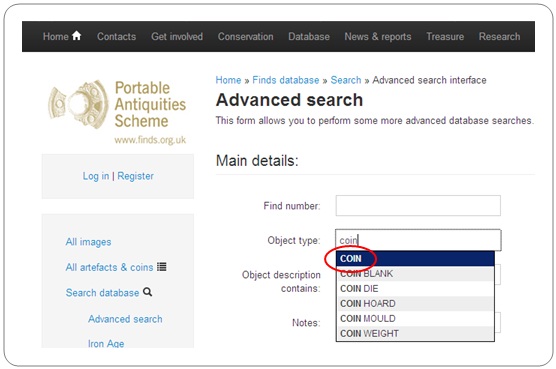 Home Contacts Get involved Conservation Database News & reports Treasure Research
Portable
Antiquities
Scheme
www.finds.org.uk
Log in | Register
All images
All artefacts & coins
Search database
Advanced search
Iron Age
Home » Finds database » Search » Advanced search interface
Advanced search
This form allows you to perform some more advanced database searches.
Main details:
Find number:
Object type: coin
COIN
COIN BLANK
COIN DIE
COIN HOARD
COIN MOULD
COIN WEIGHT
Object description
contains:
Notes: